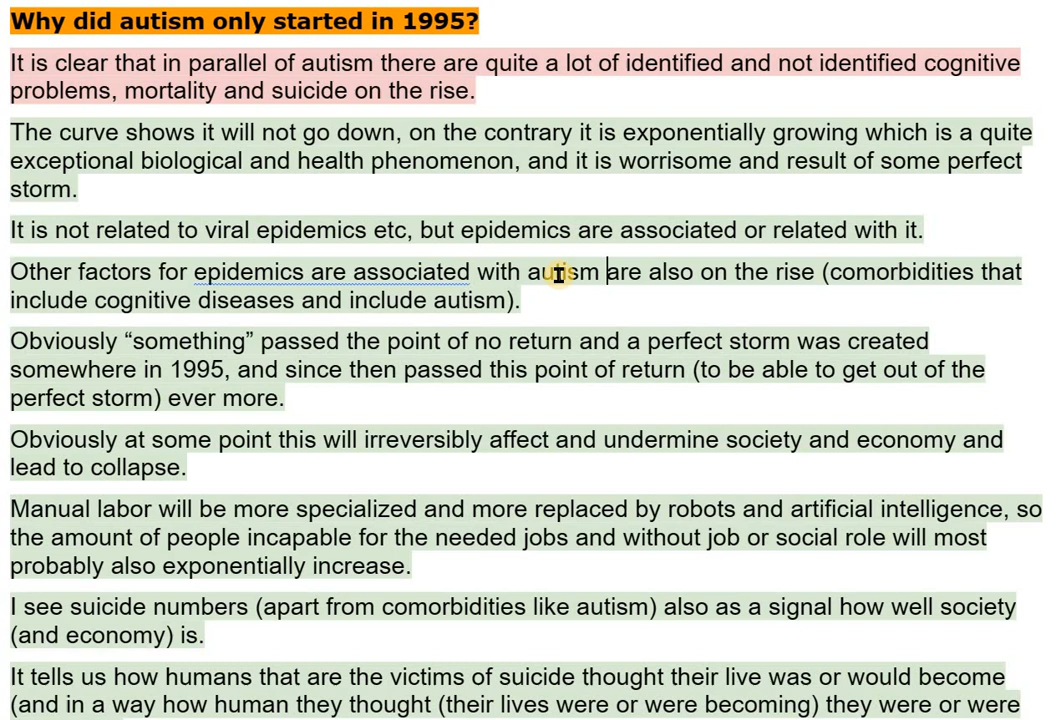 Why did autism only started in 1995?
It is clear that in parallel of autism there are quite a lot of identified and not identified cognitive
problems, mortality and suicide on the rise.
The curve shows it will not go down, on the contrary it is exponentially growing which is a quite
exceptional biological and health phenomenon, and it is worrisome and result of some perfect
storm.
It is not related to viral epidemics etc, but epidemics are associated or related with it.
Other factors for epidemics are associated with autism are also on the rise (comorbidities that
include cognitive diseases and include autism).
Obviously “something” passed the point of no return and a perfect storm was created
somewhere in 1995, and since then passed this point of return (to be able to get out of the
perfect storm) ever more.
Obviously at some point this will irreversibly affect and undermine society and economy and
lead to collapse.
Manual labor will be more specialized and more replaced by robots and artificial intelligence, so
the amount of people incapable for the needed jobs and without job or social role will most
probably also exponentially increase.
I see suicide numbers (apart from comorbidities like autism) also as a signal how well society
(and economy) is.
It tells us how humans that are the victims of suicide thought their live was or would become
(and in a way how human they thought (their lives were or were becoming) they were or were